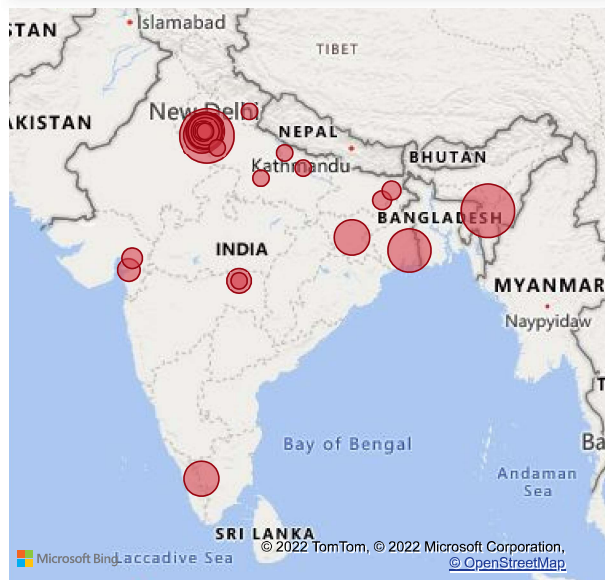 STAN
Islamabad
TIBET
New Delhi
AKISTAN
NEPAL
BHUTAN
Kathmandu
BANGLADESH
INDIA
MYANMAR
Naypyidaw
T
Ba
Bay of Bengal
Andaman
Sea
SRI LANKA
© 2022 TomTom, © 2022 Microsoft Corporation,
Microsoft Bing
Laccadive Sea
© OpenStreetMap